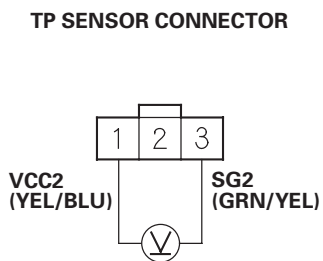 TP SENSOR CONNECTOR
1 2 3
VCC2
(YEL/BLU)
SG2
(GRN/YEL)
V